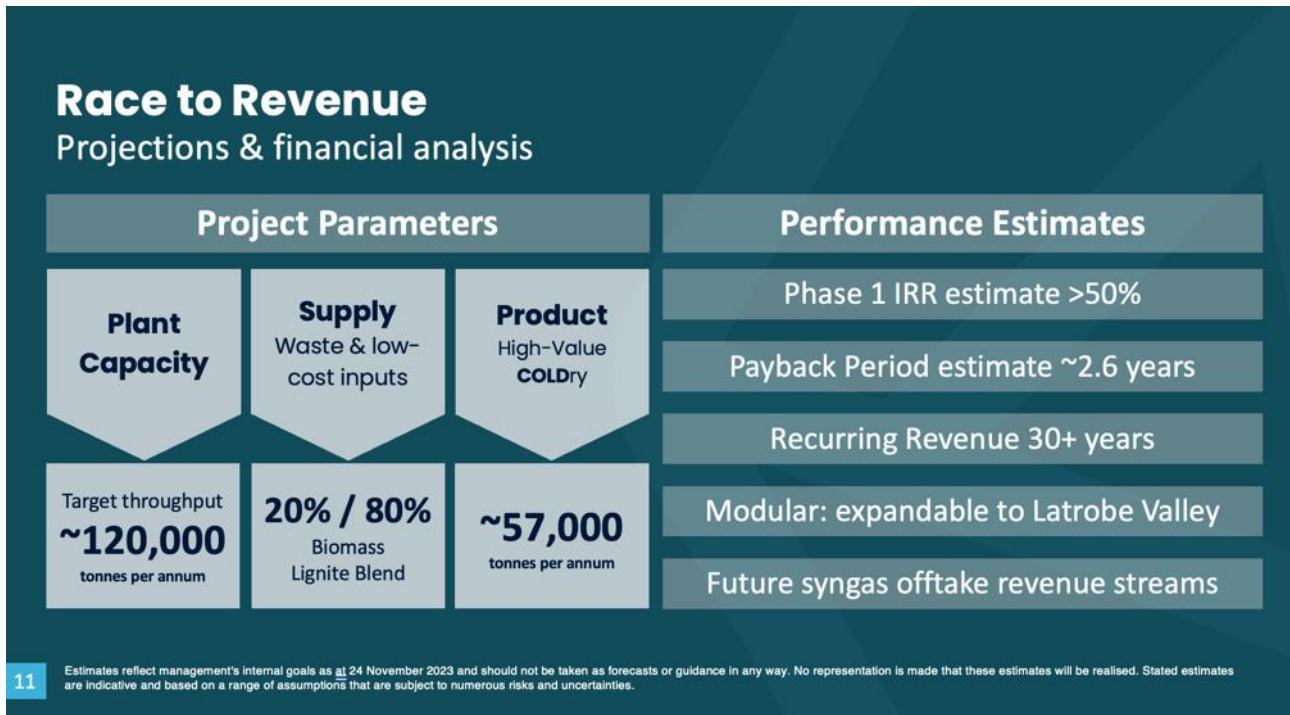 Race to Revenue
Projections & financial analysis
Project Parameters
Plant
Capacity
Supply
Waste & low-
cost inputs
Product
High-Value
COLDry
Target throughput
~120,000
tonnes per annum
20% / 80%
Biomass
Lignite Blend
~57,000
tonnes per annum
Performance Estimates
Phase 1 IRR estimate >50%
Payback Period estimate ~2.6 years
Recurring Revenue 30+ years
Modular: expandable to Latrobe Valley
Future syngas offtake revenue streams
11
Estimates reflect management's internal goals as at 24 November 2023 and should not be taken as forecasts or guidance in any way. No representation is made that these estimates will be realised. Stated estimates
are indicative and based on a range of assumptions that are subject to numerous risks and uncertainties.